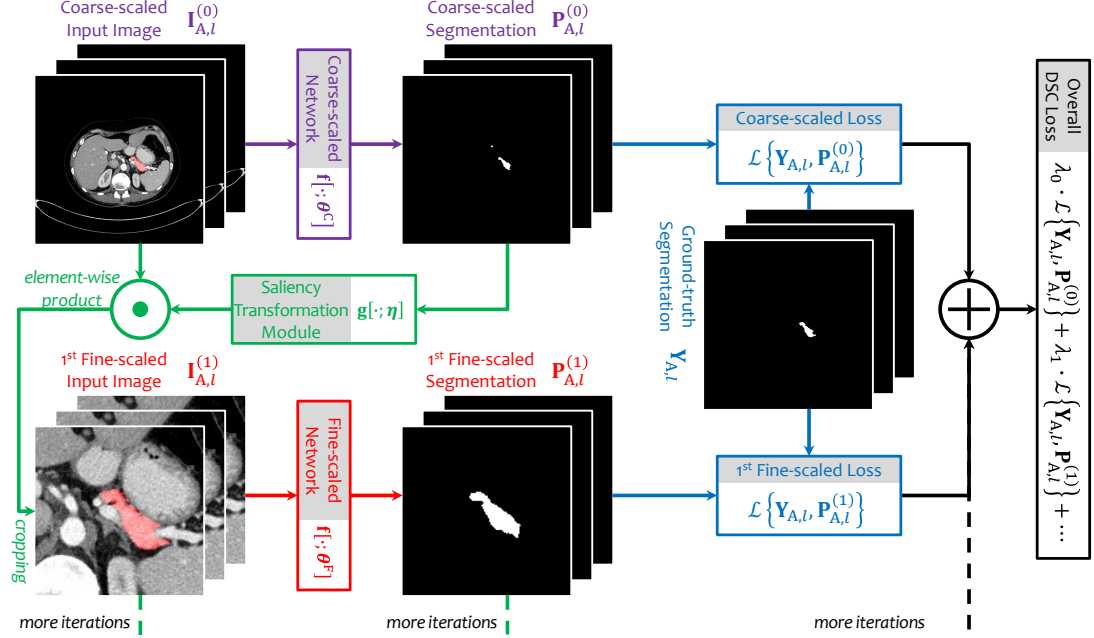 Coarse-scaled
Input Image I_{A,l}^{(0)}
Coarse-scaled
Network
f[·; θ^C]
Coarse-scaled
Segmentation P_{A,l}^{(0)}
Coarse-scaled Loss
ℒ{Y_{A,l}, P_{A,l}^{(0)}}
Overall
DSC Loss
λ_0 · ℒ{Y_{A,l}, P_{A,l}^{(0)}} + λ_1 · ℒ{Y_{A,l}, P_{A,l}^{(1)}} + ...
element-wise
product
Saliency
Transformation
Module
g[·; η]
Ground-truth
Segmentation
Y_{A,l}
1st Fine-scaled
Input Image I_{A,l}^{(1)}
Fine-scaled
Network
f[·; θ^F]
1st Fine-scaled
Segmentation P_{A,l}^{(1)}
1st Fine-scaled Loss
ℒ{Y_{A,l}, P_{A,l}^{(1)}}
cropping
more iterations
more iterations
more iterations